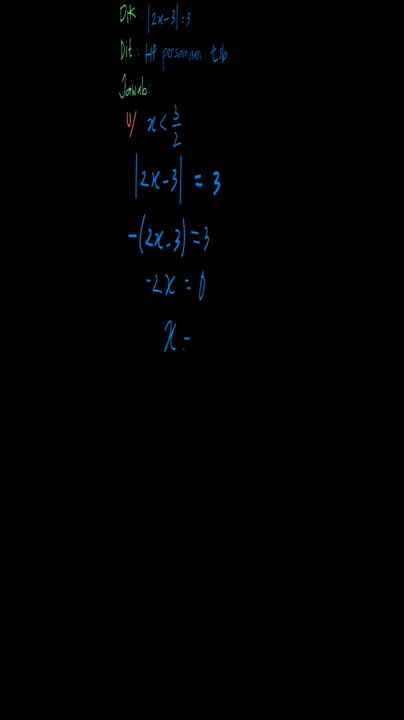 Dik : |2x-3| = 3
Dit : HP persamaan tsb.
Jawab:
U/ x < 3/2
|2x-3| = 3
-(2x-3) = 3
-2x = 0
x =